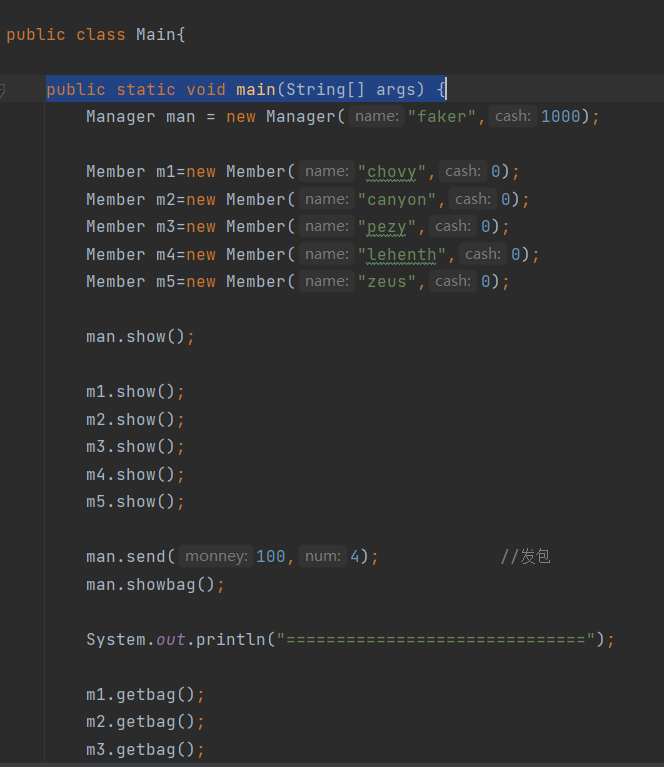 public class Main{
public static void main(String[] args) {
Manager man = new Manager( name: "faker", cash: 1000);
Member m1=new Member( name: "chovy", cash: 0);
Member m2=new Member( name: "canyon", cash: 0);
Member m3=new Member( name: "pezy", cash: 0);
Member m4=new Member( name: "lehenth", cash: 0);
Member m5=new Member( name: "zeus", cash: 0);
man.show();
m1.show();
m2.show();
m3.show();
m4.show();
m5.show();
man.send( monney: 100, num: 4); //发包
man.showbag();
System.out.println("==============================");
m1.getbag();
m2.getbag();
m3.getbag();